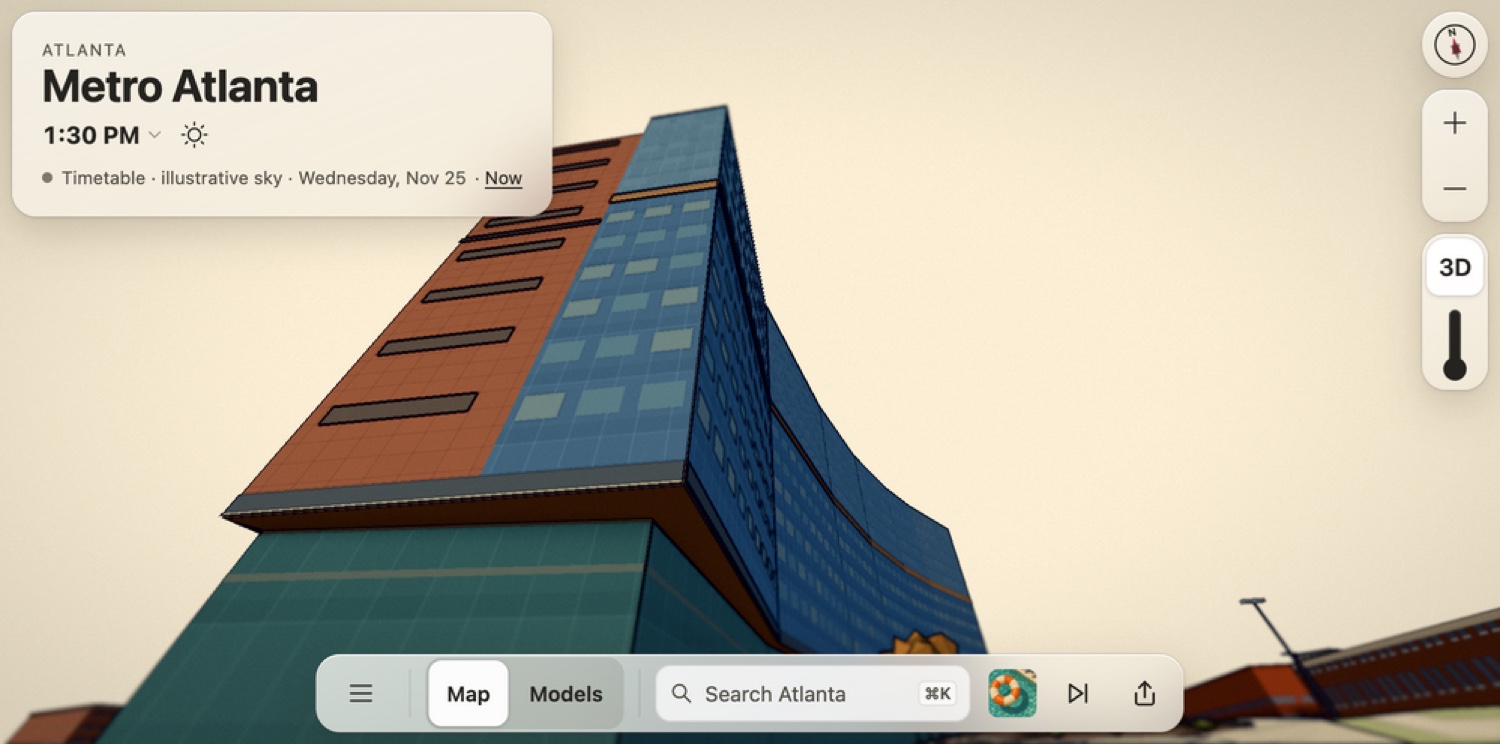 ATLANTA
Metro Atlanta
1:30 PM
Timetable · illustrative sky · Wednesday, Nov 25 · Now
N
+
−
3D
Map
Models
Search Atlanta
⌘K